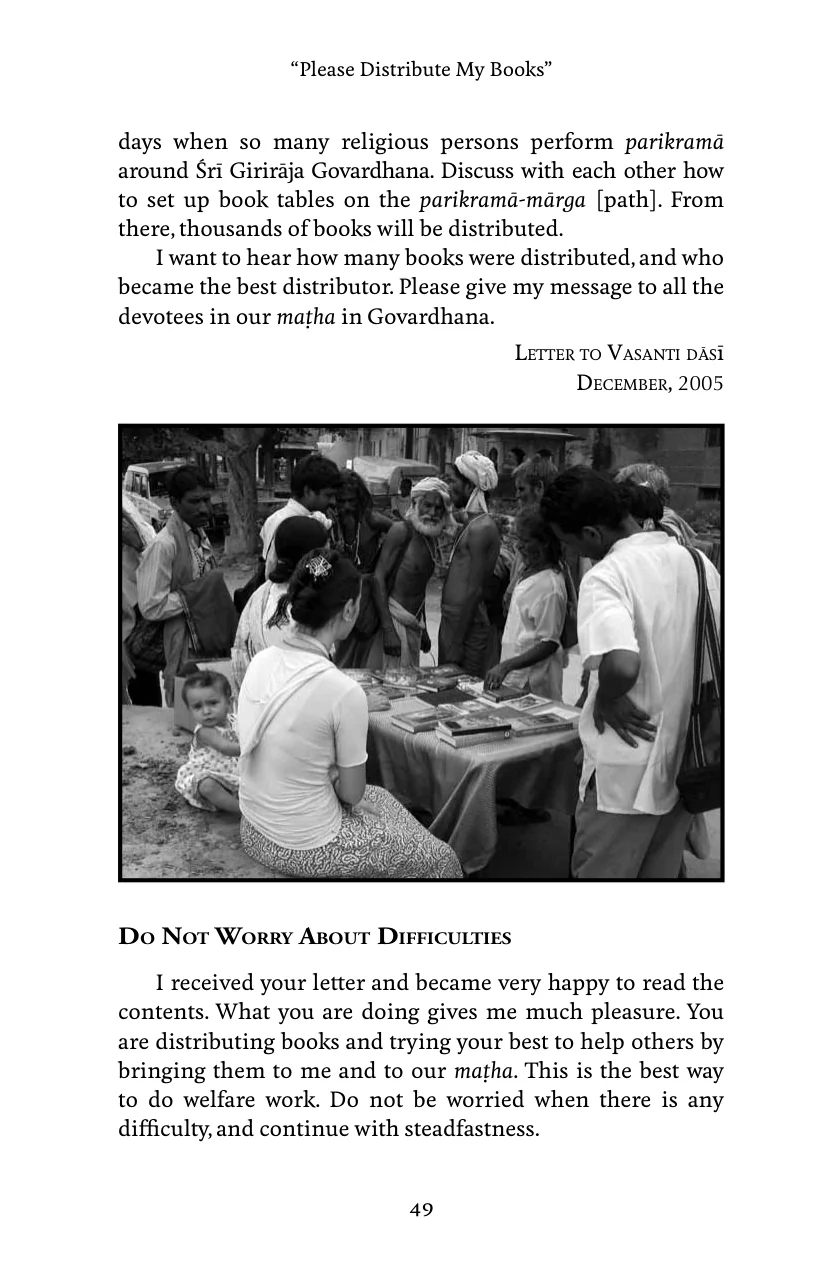 “Please Distribute My Books”
days when so many religious persons perform parikramā
around Śrī Girirāja Govardhana. Discuss with each other how
to set up book tables on the parikramā-mārga [path]. From
there, thousands of books will be distributed.
I want to hear how many books were distributed, and who
became the best distributor. Please give my message to all the
devotees in our maṭha in Govardhana.
Letter to Vasanti dāsī
December, 2005
Do Not Worry About Difficulties
I received your letter and became very happy to read the
contents. What you are doing gives me much pleasure. You
are distributing books and trying your best to help others by
bringing them to me and to our maṭha. This is the best way
to do welfare work. Do not be worried when there is any
difficulty, and continue with steadfastness.
49